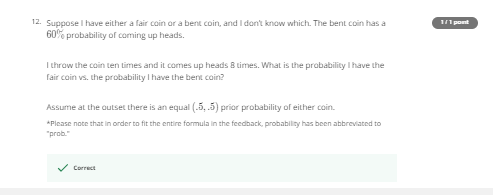 12. Suppose I have either a fair coin or a bent coin, and I don't know which. The bent coin has a
1 / 1 point
60% probability of coming up heads.
I throw the coin ten times and it comes up heads 8 times. What is the probability I have the
fair coin vs. the probability I have the bent coin?
Assume at the outset there is an equal (.5, .5) prior probability of either coin.
*Please note that in order to fit the entire formula in the feedback, probability has been abbreviated to
"prob."
Correct